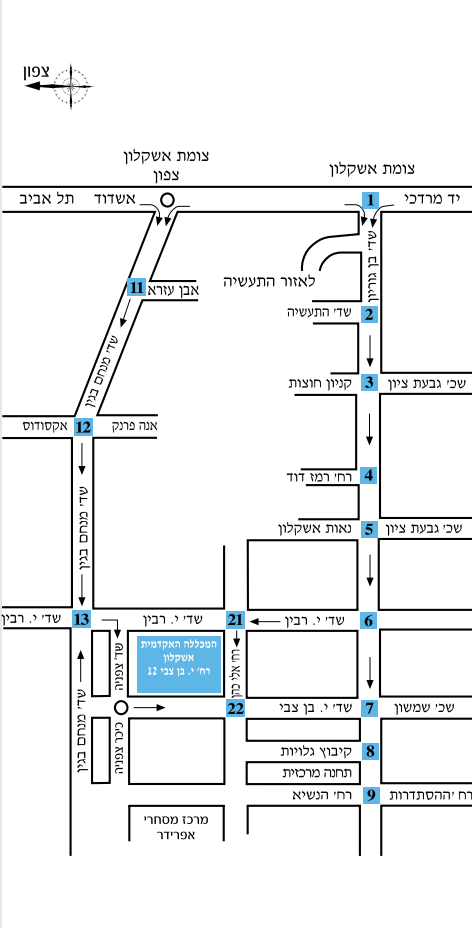 צפון
צומת אשקלון
צומת אשקלון
צפון
יד מרדכי
1
אשדוד
תל אביב
שד׳ בן גוריון
לאזור התעשיה
11
אבן עזרא
שד׳ התעשיה
2
שד׳ מנחם בגין
שכ׳ גבעת ציון
3
קניון חוצות
אנה פרנק
12
אקסודוס
4
רח׳ רמז דוד
שד׳ מנחם בגין
שכ׳ גבעת ציון
5
נאות אשקלון
6
שד׳ י. רבין
21
שד׳ י. רבין
13
שד׳ י. רבין
המכללה האקדמית
אשקלון
רח׳ י. בן צבי 12
רח׳ אלי כהן
שד׳ צפניה
שכ׳ שמשון
7
שד׳ י. בן צבי
22
שד׳ מנחם בגין
כיכר צפניה
8
קיבוץ גלויות
תחנה מרכזית
רח׳ ההסתדרות
9
רח׳ הנשיא
מרכז מסחרי
אפרידר